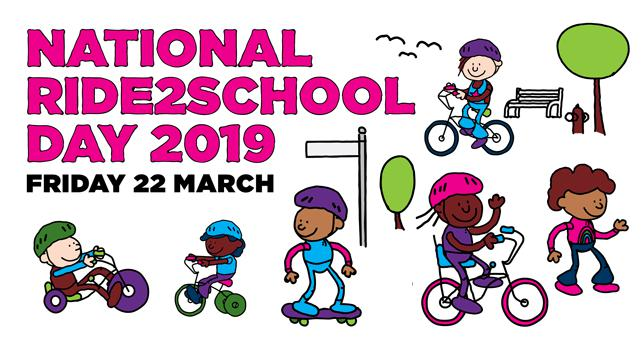 NATIONAL
RIDE2SCHOOL
DAY 2019
FRIDAY 22 MARCH